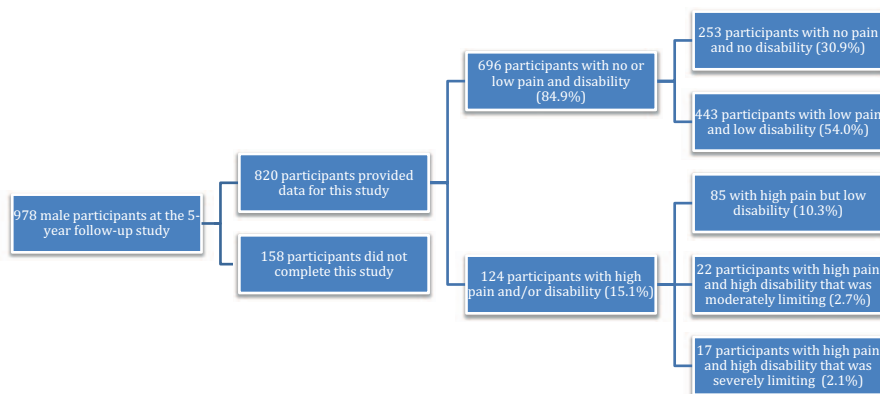 978 male participants at the 5-
year follow-up study
820 participants provided
data for this study
158 participants did not
complete this study
696 participants with no or
low pain and disability
(84.9%)
124 participants with high
pain and/or disability (15.1%)
253 participants with no pain
and no disability (30.9%)
443 participants with low pain
and low disability (54.0%)
85 with high pain but low
disability (10.3%)
22 participants with high pain
and high disability that was
moderately limiting (2.7%)
17 participants with high pain
and high disability that was
severely limiting (2.1%)